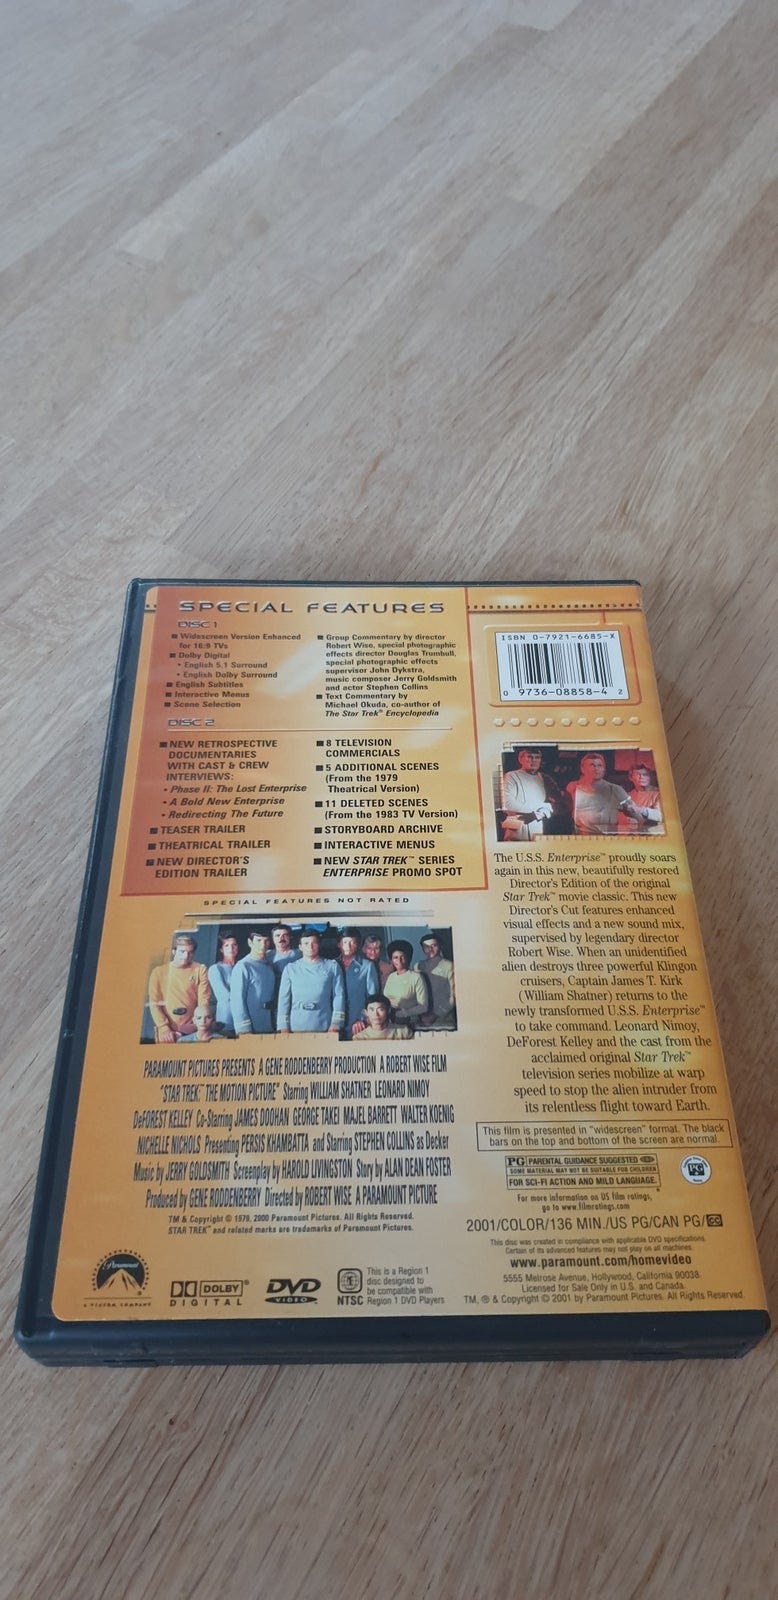 SPECIAL FEATURES
DISC 1
■ Widescreen Version Enhanced
for 16:9 TVs
■ Dolby Digital
• English 5.1 Surround
• English Dolby Surround
■ English Subtitles
■ Interactive Menus
■ Scene Selection
■ Group Commentary by director
Robert Wise, special photographic
effects director Douglas Trumbull,
special photographic effects
supervisor John Dykstra,
music composer Jerry Goldsmith
and actor Stephen Collins
■ Text Commentary by
Michael Okuda, co-author of
The Star Trek® Encyclopedia
DISC 2
■ NEW RETROSPECTIVE
DOCUMENTARIES
WITH CAST & CREW
INTERVIEWS:
• Phase II: The Lost Enterprise
• A Bold New Enterprise
• Redirecting The Future
■ TEASER TRAILER
■ THEATRICAL TRAILER
■ NEW DIRECTOR'S
EDITION TRAILER
■ 8 TELEVISION
COMMERCIALS
■ 5 ADDITIONAL SCENES
(From the 1979
Theatrical Version)
■ 11 DELETED SCENES
(From the 1983 TV Version)
■ STORYBOARD ARCHIVE
■ INTERACTIVE MENUS
■ NEW STAR TREK™ SERIES
ENTERPRISE PROMO SPOT
SPECIAL FEATURES NOT RATED
ISBN 0-7921-6685-X
0 9736-08858-4 2
The U.S.S. Enterprise™ proudly soars
again in this new, beautifully restored
Director's Edition of the original
Star Trek™ movie classic. This new
Director's Cut features enhanced
visual effects and a new sound mix,
supervised by legendary director
Robert Wise. When an unidentified
alien destroys three powerful Klingon
cruisers, Captain James T. Kirk
(William Shatner) returns to the
newly transformed U.S.S. Enterprise™
to take command. Leonard Nimoy,
DeForest Kelley and the cast from the
acclaimed original Star Trek™
television series mobilize at warp
speed to stop the alien intruder from
its relentless flight toward Earth.
This film is presented in "widescreen" format. The black
bars on the top and bottom of the screen are normal.
PG PARENTAL GUIDANCE SUGGESTED
SOME MATERIAL MAY NOT BE SUITABLE FOR CHILDREN
FOR SCI-FI ACTION AND MILD LANGUAGE.
PG
For more information on US film ratings,
go to www.filmratings.com
2001/COLOR/136 MIN./US PG/CAN PG/CC
This disc was created in compliance with applicable DVD specifications.
Certain of its advanced features may not play on all machines.
www.paramount.com/homevideo
5555 Melrose Avenue, Hollywood, California 90038.
Licensed for Sale Only in U.S. and Canada.
TM, ® & Copyright © 2001 by Paramount Pictures. All Rights Reserved.
PARAMOUNT PICTURES PRESENTS A GENE RODDENBERRY PRODUCTION A ROBERT WISE FILM
"STAR TREK™ THE MOTION PICTURE" Starring WILLIAM SHATNER LEONARD NIMOY
DeFOREST KELLEY Co-Starring JAMES DOOHAN GEORGE TAKEI MAJEL BARRETT WALTER KOENIG
NICHELLE NICHOLS Presenting PERSIS KHAMBATTA and Starring STEPHEN COLLINS as Decker
Music by JERRY GOLDSMITH Screenplay by HAROLD LIVINGSTON Story by ALAN DEAN FOSTER
Produced by GENE RODDENBERRY Directed by ROBERT WISE A PARAMOUNT PICTURE
TM & Copyright © 1979, 2000 Paramount Pictures. All Rights Reserved.
STAR TREK™ and related marks are trademarks of Paramount Pictures.
Paramount
A VIACOM COMPANY
DOLBY
DIGITAL
DVD
VIDEO
1
NTSC
This is a Region 1
disc designed to
be compatible with
Region 1 DVD Players